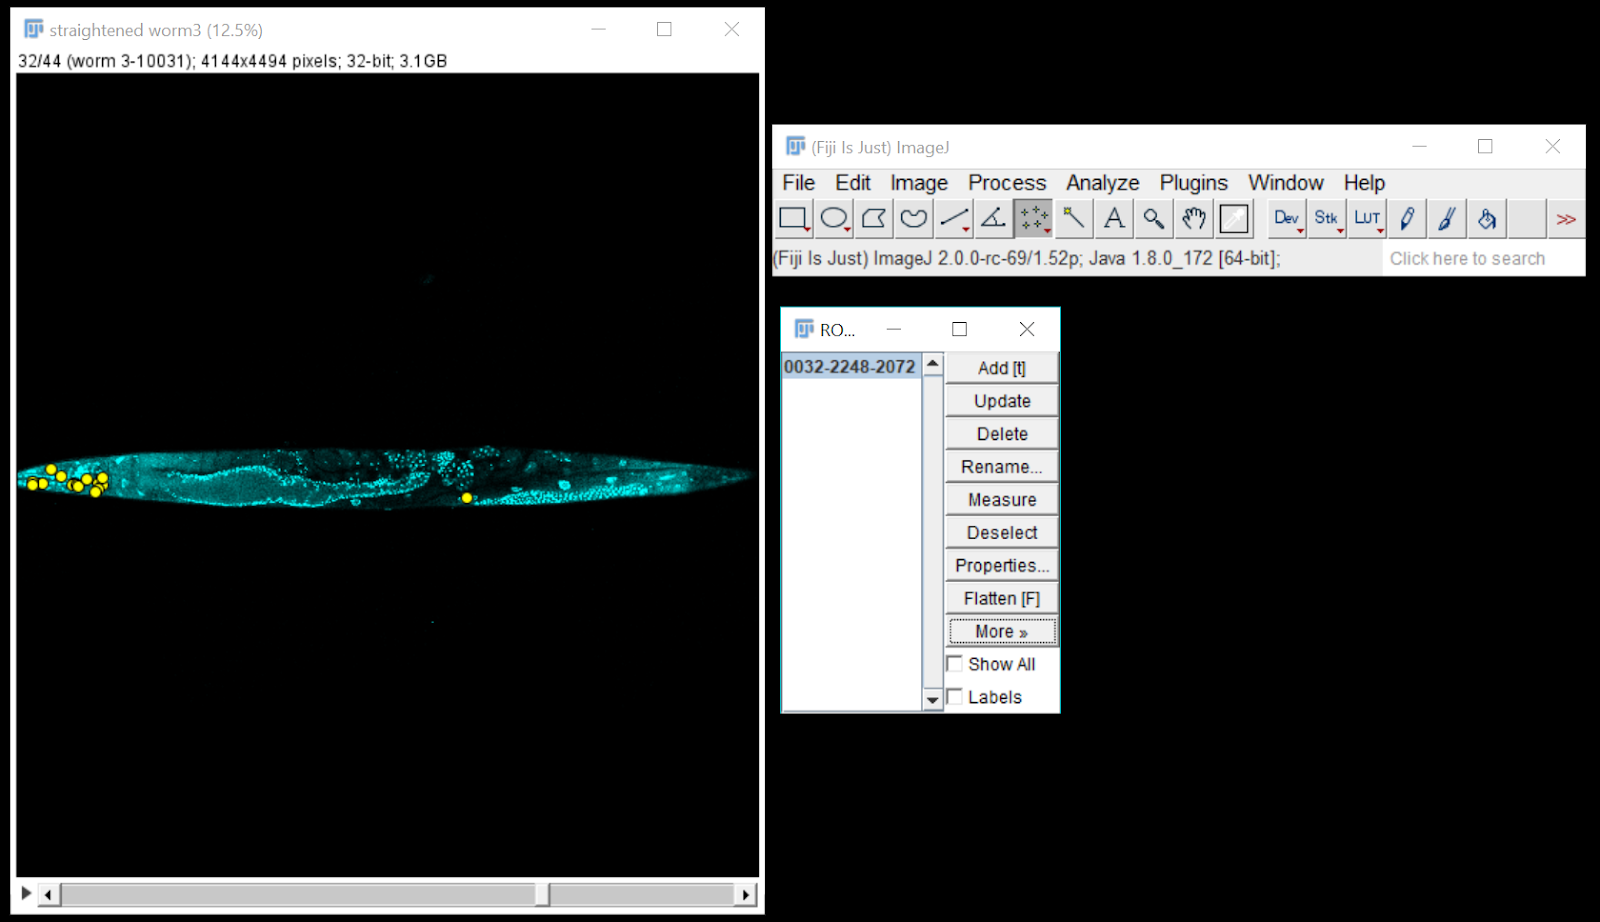 straightened worm3 (12.5%)
32/44 (worm 3-10031); 4144x4494 pixels; 32-bit; 3.1GB
(Fiji Is Just) ImageJ
File Edit Image Process Analyze Plugins Window Help
A Dev Stk LUT >>
(Fiji Is Just) ImageJ 2.0.0-rc-69/1.52p; Java 1.8.0_172 [64-bit]; Click here to search
RO...
0032-2248-2072
Add [t]
Update
Delete
Rename...
Measure
Deselect
Properties...
Flatten [F]
More »
Show All
Labels